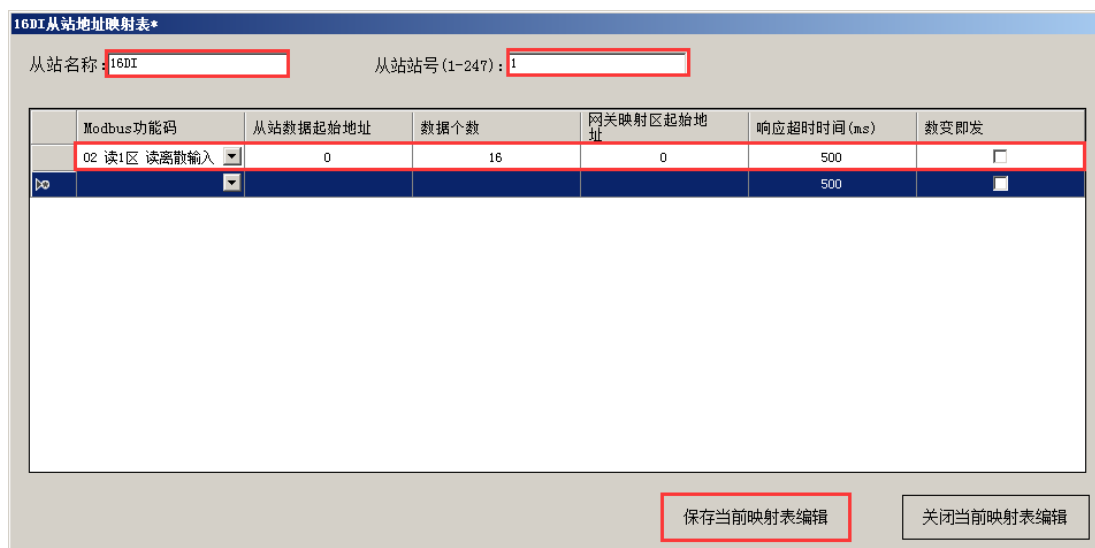 16DI从站地址映射表*
从站名称:16DI 从站站号(1-247):1
Modbus功能码 从站数据起始地址 数据个数 网关映射区起始地址 响应超时时间(ms) 数变即发
02 读1区 读离散输入 0 16 0 500
500
保存当前映射表编辑 关闭当前映射表编辑